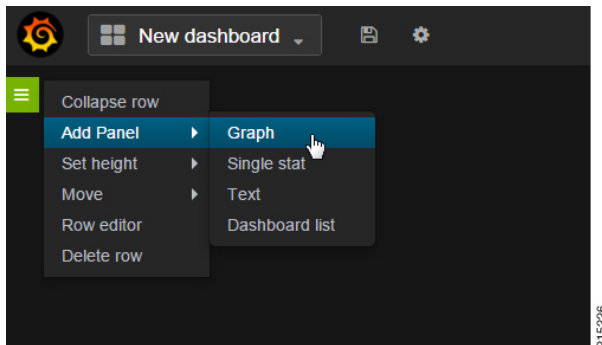 New dashboard
Collapse row
Add Panel
Graph
Set height
Single stat
Move
Text
Row editor
Dashboard list
Delete row